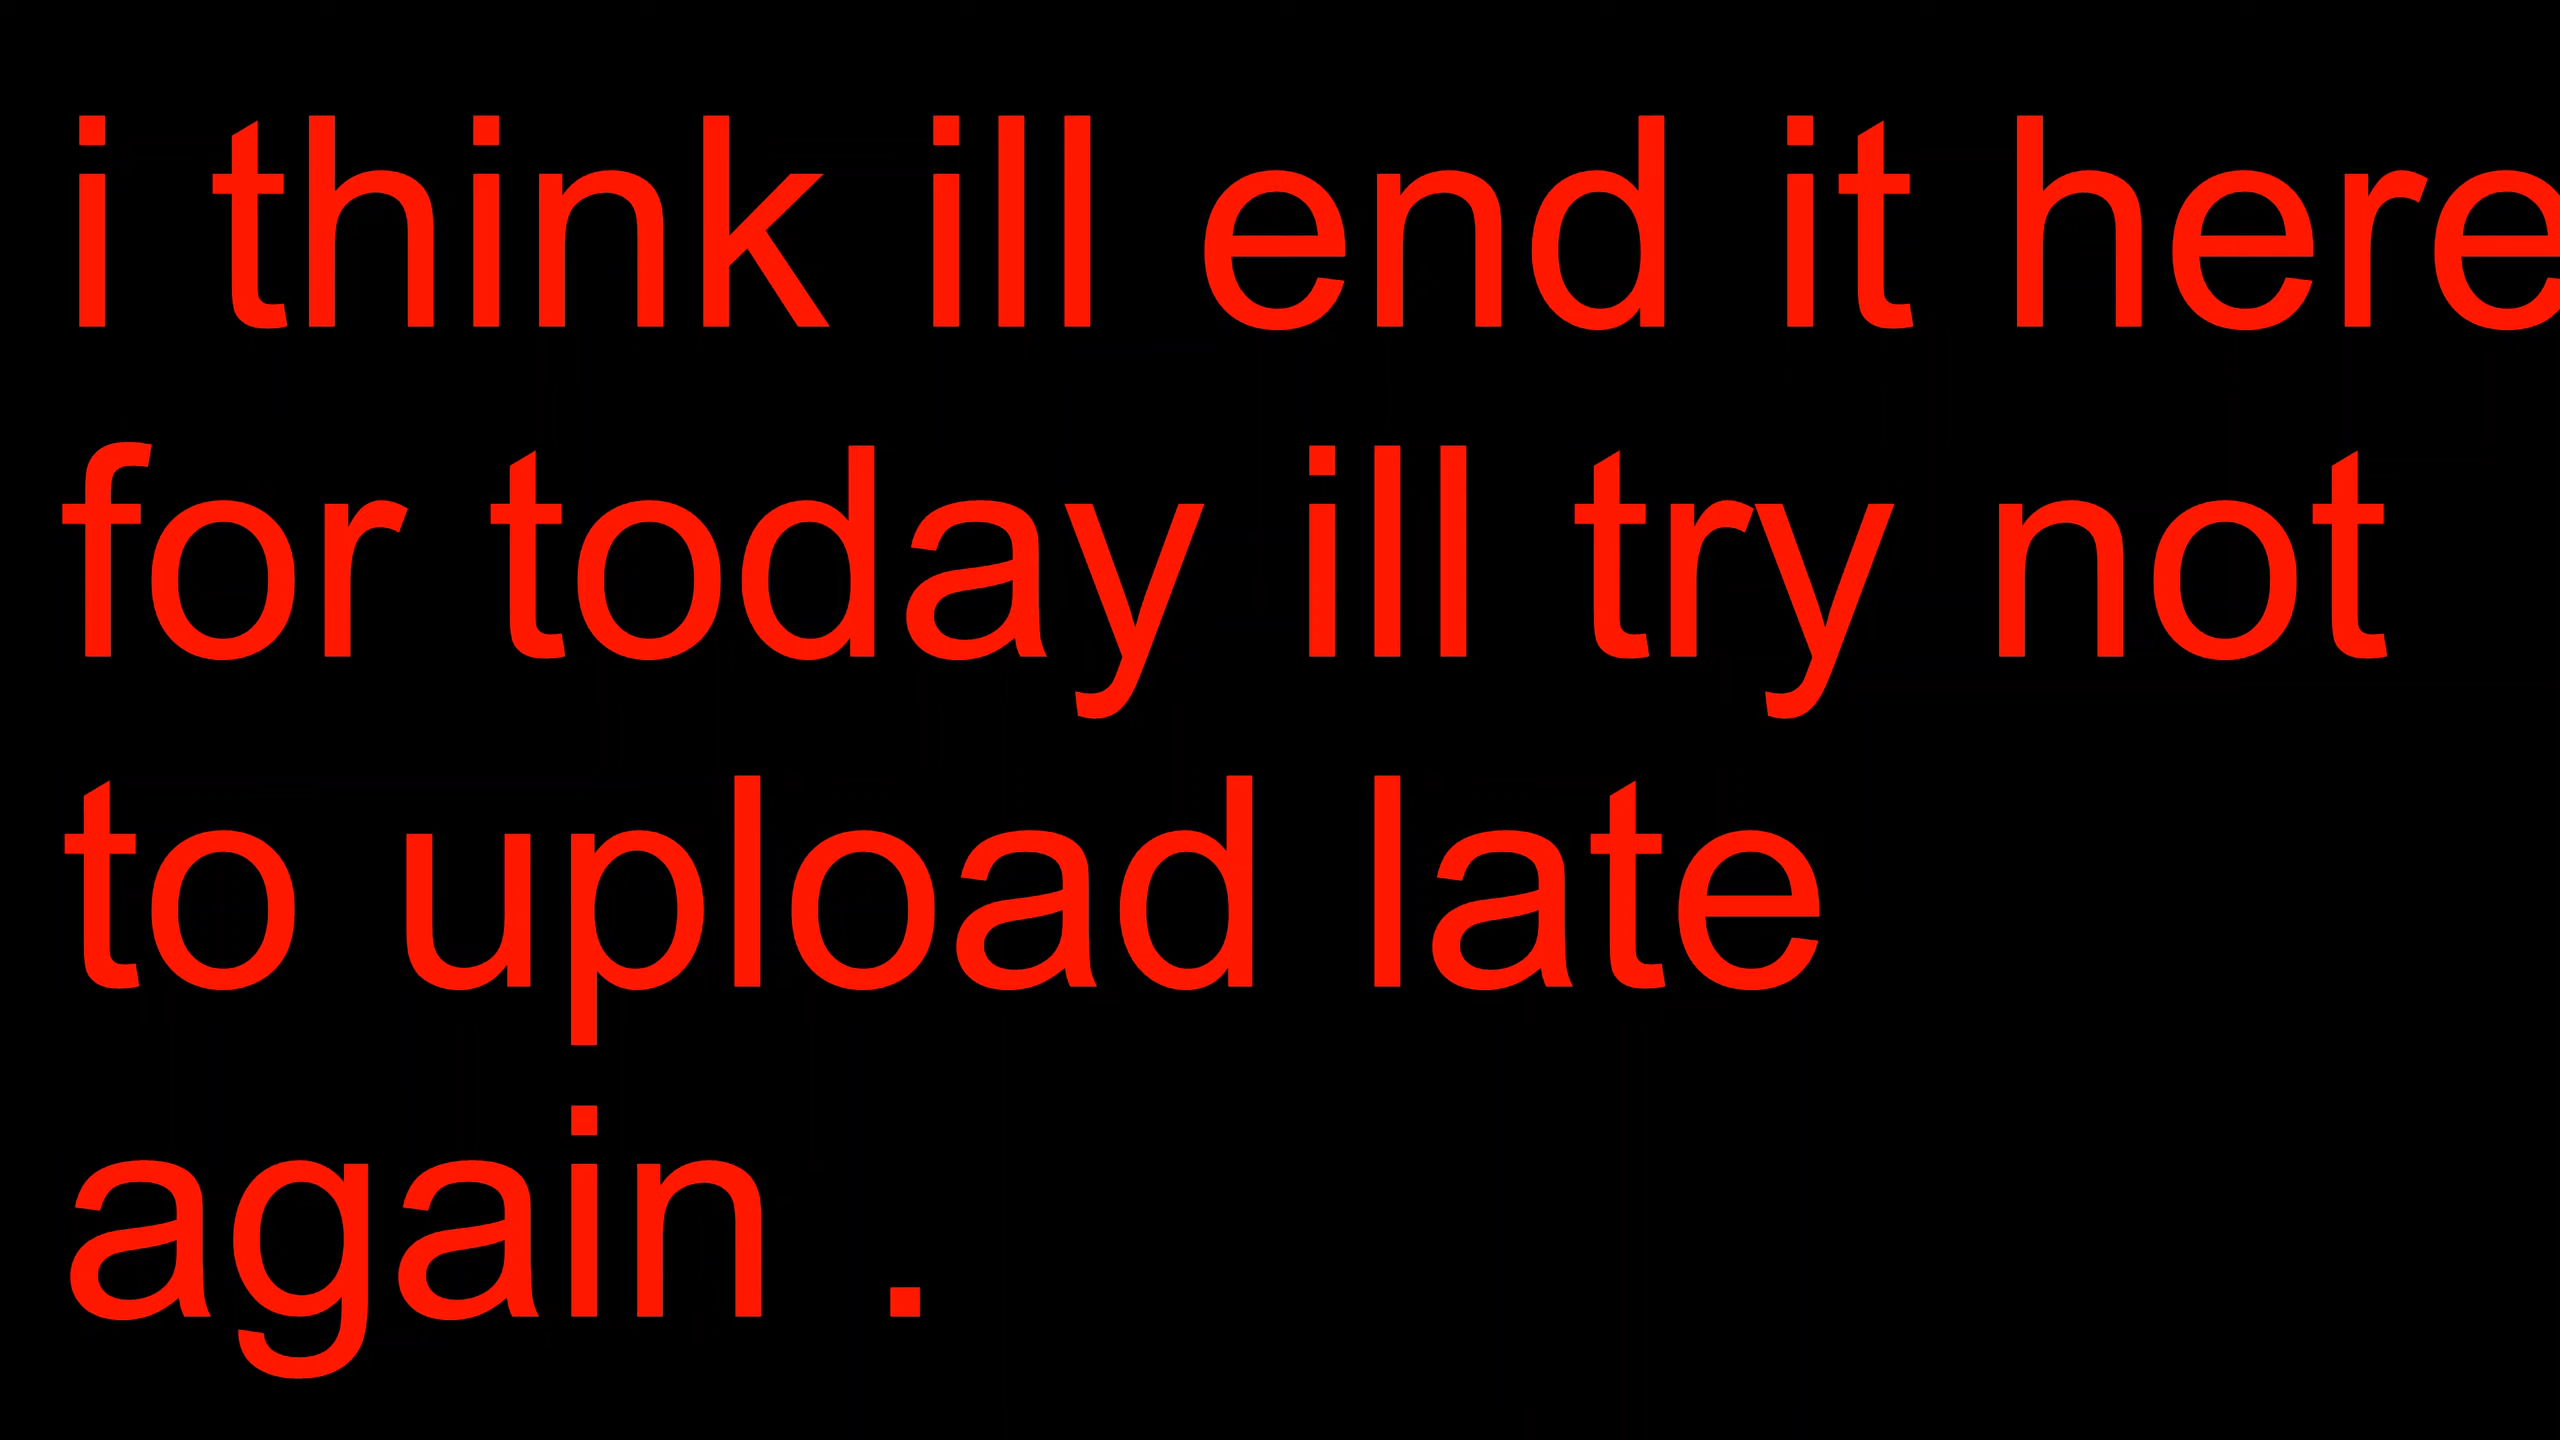 i think ill end it here
for today ill try not
to upload late
again .